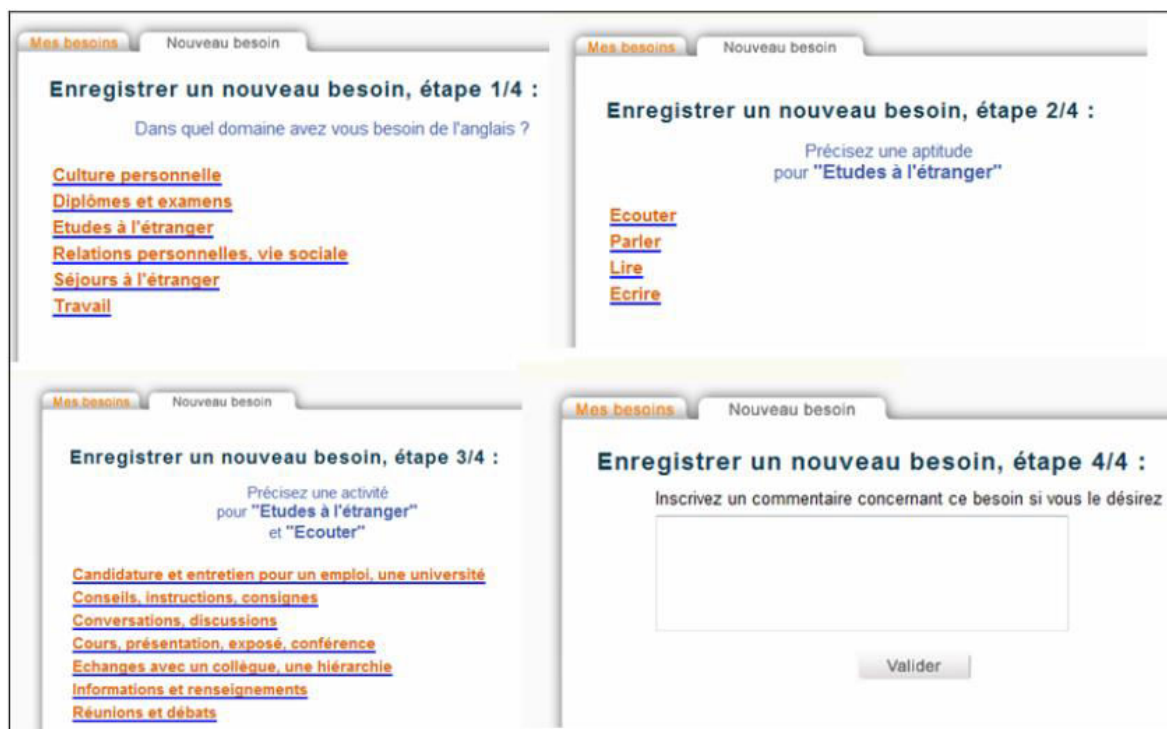 Mes besoins
Nouveau besoin
Enregistrer un nouveau besoin, étape 1/4 :
Dans quel domaine avez vous besoin de l'anglais ?
Culture personnelle
Diplômes et examens
Etudes à l'étranger
Relations personnelles, vie sociale
Séjours à l'étranger
Travail
Mes besoins
Nouveau besoin
Enregistrer un nouveau besoin, étape 2/4 :
Précisez une aptitude
pour "Etudes à l'étranger"
Ecouter
Parler
Lire
Ecrire
Mes besoins
Nouveau besoin
Enregistrer un nouveau besoin, étape 3/4 :
Précisez une activité
pour "Etudes à l'étranger"
et "Ecouter"
Candidature et entretien pour un emploi, une université
Conseils, instructions, consignes
Conversations, discussions
Cours, présentation, exposé, conférence
Echanges avec un collègue, une hiérarchie
Informations et renseignements
Réunions et débats
Mes besoins
Nouveau besoin
Enregistrer un nouveau besoin, étape 4/4 :
Inscrivez un commentaire concernant ce besoin si vous le désirez
Valider